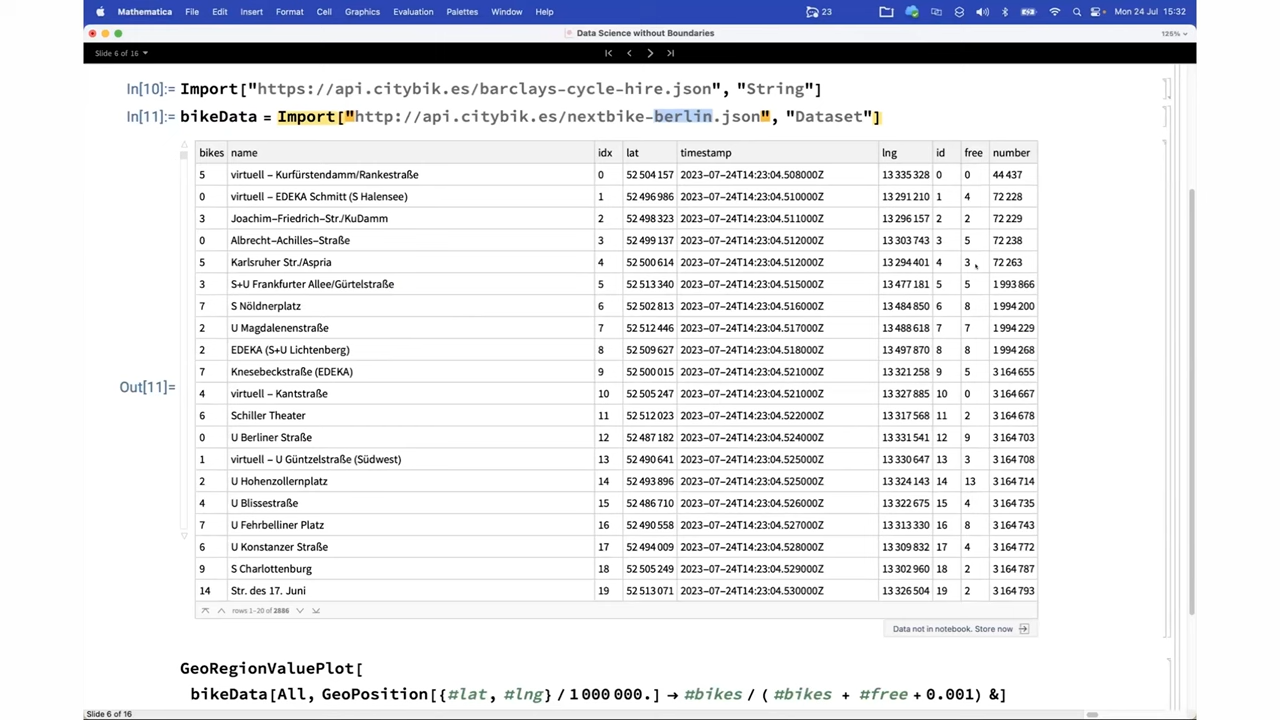 Mathematica File Edit Insert Format Cell Graphics Evaluation Palettes Window Help 23 Mon 24 Jul 15:32
Data Science without Boundaries 125%
Slide 6 of 16
In[10]:= Import["https://api.citybik.es/barclays-cycle-hire.json", "String"]
In[11]:= bikeData = Import["http://api.citybik.es/nextbike-berlin.json", "Dataset"]
bikes name idx lat timestamp lng id free number
5 virtuell – Kurfürstendamm/Rankestraße 0 52 504 157 2023–07–24T14:23:04.508000Z 13 335 328 0 0 44 437
0 virtuell – EDEKA Schmitt (S Halensee) 1 52 496 986 2023–07–24T14:23:04.510000Z 13 291 210 1 4 72 228
3 Joachim–Friedrich–Str./KuDamm 2 52 498 323 2023–07–24T14:23:04.511000Z 13 296 157 2 2 72 229
0 Albrecht–Achilles–Straße 3 52 499 137 2023–07–24T14:23:04.512000Z 13 303 743 3 5 72 238
5 Karlsruher Str./Aspria 4 52 500 614 2023–07–24T14:23:04.512000Z 13 294 401 4 3 72 263
3 S+U Frankfurter Allee/Gürtelstraße 5 52 513 340 2023–07–24T14:23:04.515000Z 13 477 181 5 5 1 993 866
7 S Nöldnerplatz 6 52 502 813 2023–07–24T14:23:04.516000Z 13 484 850 6 8 1 994 200
2 U Magdalenenstraße 7 52 512 446 2023–07–24T14:23:04.517000Z 13 488 618 7 7 1 994 229
2 EDEKA (S+U Lichtenberg) 8 52 509 627 2023–07–24T14:23:04.518000Z 13 497 870 8 8 1 994 268
7 Knesebeckstraße (EDEKA) 9 52 500 015 2023–07–24T14:23:04.520000Z 13 321 258 9 5 3 164 655
Out[11]= 4 virtuell – Kantstraße 10 52 505 247 2023–07–24T14:23:04.521000Z 13 327 885 10 0 3 164 667
6 Schiller Theater 11 52 512 023 2023–07–24T14:23:04.522000Z 13 317 568 11 2 3 164 678
0 U Berliner Straße 12 52 487 182 2023–07–24T14:23:04.524000Z 13 331 541 12 9 3 164 703
1 virtuell – U Güntzelstraße (Südwest) 13 52 490 641 2023–07–24T14:23:04.525000Z 13 330 647 13 3 3 164 708
2 U Hohenzollernplatz 14 52 493 896 2023–07–24T14:23:04.525000Z 13 324 143 14 13 3 164 714
4 U Blissestraße 15 52 486 710 2023–07–24T14:23:04.526000Z 13 322 675 15 4 3 164 735
7 U Fehrbelliner Platz 16 52 490 558 2023–07–24T14:23:04.527000Z 13 313 330 16 8 3 164 743
6 U Konstanzer Straße 17 52 494 009 2023–07–24T14:23:04.528000Z 13 309 832 17 4 3 164 772
9 S Charlottenburg 18 52 505 249 2023–07–24T14:23:04.529000Z 13 302 960 18 2 3 164 787
14 Str. des 17. Juni 19 52 513 071 2023–07–24T14:23:04.530000Z 13 326 504 19 2 3 164 793
rows 1–20 of 2886
Data not in notebook. Store now
GeoRegionValuePlot[
bikeData[All, GeoPosition[{#lat, #lng} / 1 000 000.] → #bikes / ( #bikes + #free + 0.001) &]
Slide 6 of 16